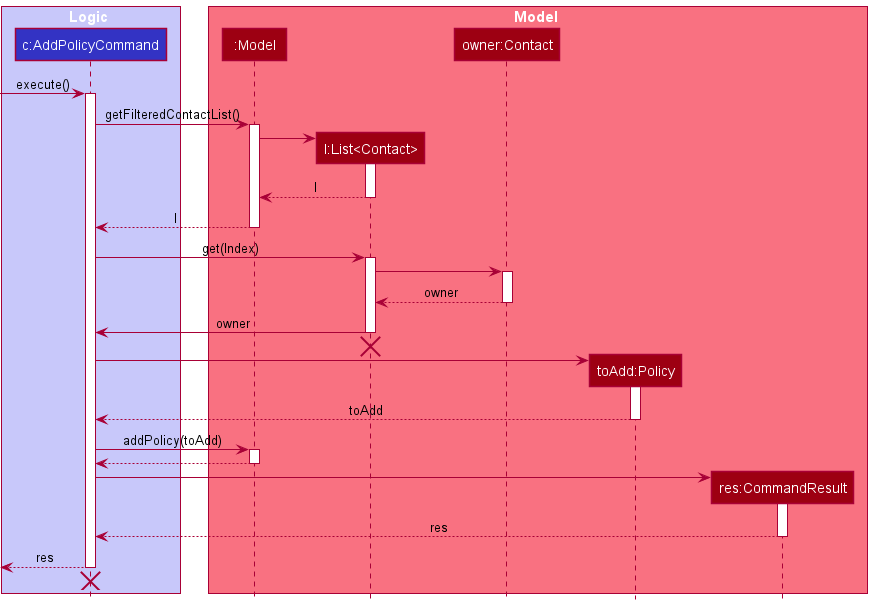 Logic
Model
c:AddPolicyCommand
:Model
owner:Contact
execute()
getFilteredContactList()
l:List<Contact>
l
l
get(Index)
owner
owner
toAdd:Policy
toAdd
addPolicy(toAdd)
res:CommandResult
res
res